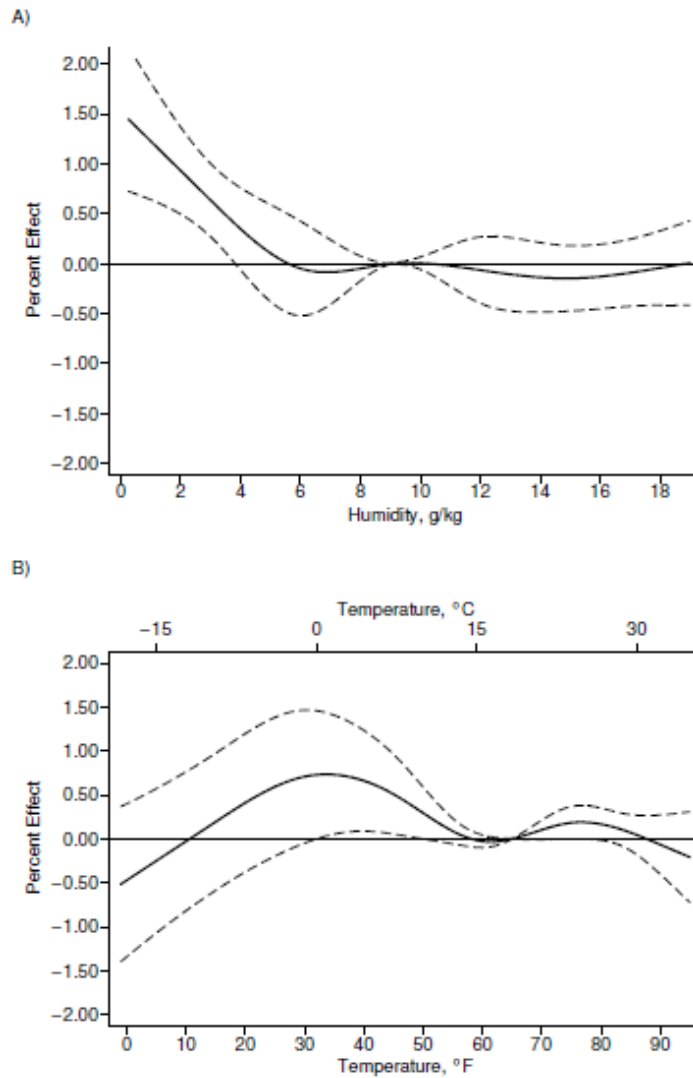 A)
2.00
1.50
1.00
0.50
0.00
−0.50
−1.00
−1.50
−2.00
Percent Effect
0 2 4 6 8 10 12 14 16 18
Humidity, g/kg
B)
Temperature, °C
−15 0 15 30
2.00
1.50
1.00
0.50
0.00
−0.50
−1.00
−1.50
−2.00
Percent Effect
0 10 20 30 40 50 60 70 80 90
Temperature, °F